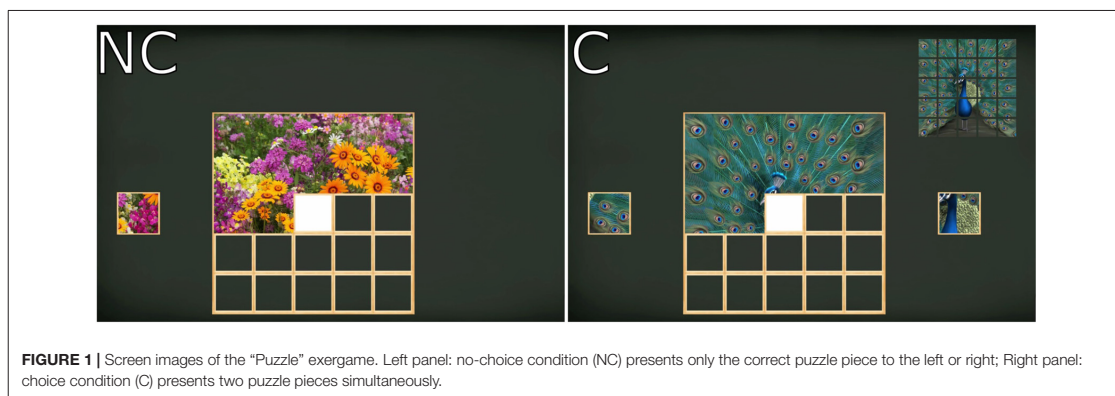 NC
C
FIGURE 1 | Screen images of the “Puzzle” exergame. Left panel: no-choice condition (NC) presents only the correct puzzle piece to the left or right; Right panel:
choice condition (C) presents two puzzle pieces simultaneously.